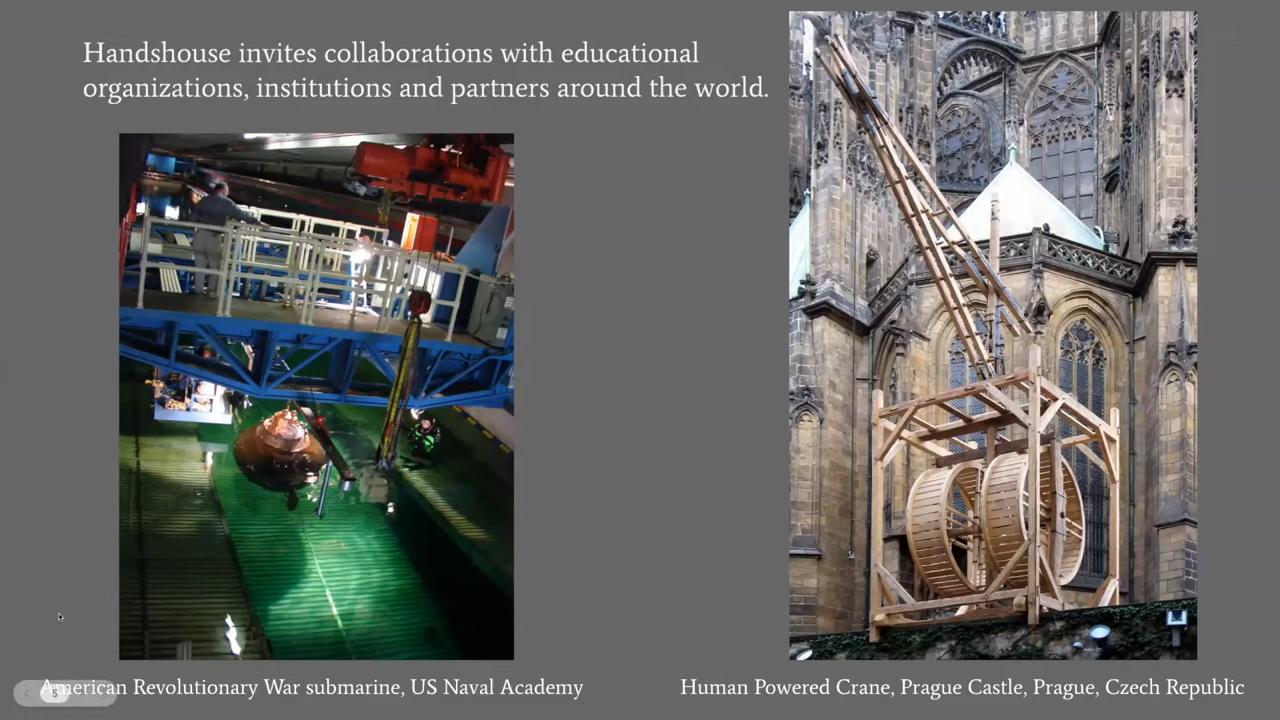 Handshouse invites collaborations with educational
organizations, institutions and partners around the world.
American Revolutionary War submarine, US Naval Academy
Human Powered Crane, Prague Castle, Prague, Czech Republic